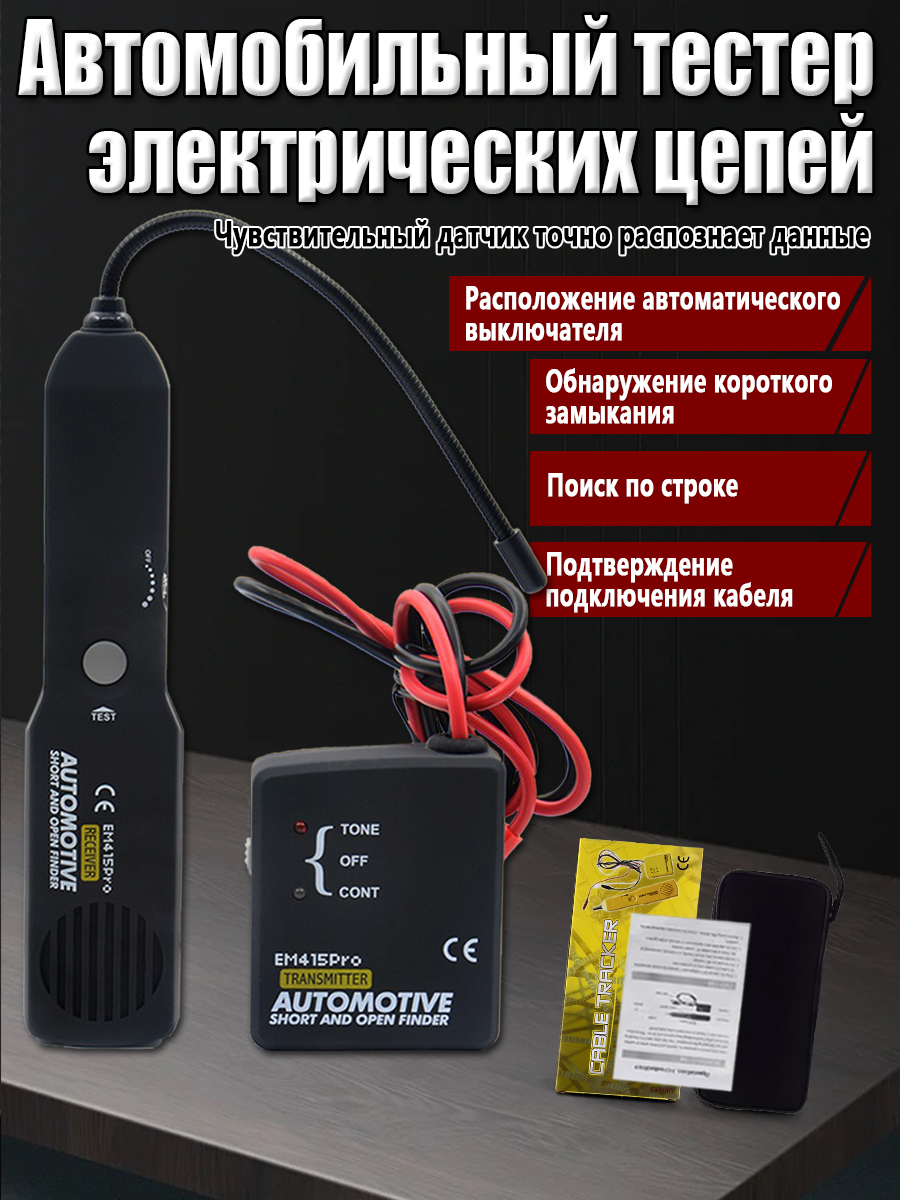 Автомобильный тестер
электрических цепей
Чувствительный датчик точно распознает данные
Расположение автоматического
выключателя
Обнаружение короткого
замыкания
Поиск по строке
Подтверждение
подключения кабеля
OFF
TEST
CE EM415Pro
RECEIVER
AUTOMOTIVE
SHORT AND OPEN FINDER
TONE
OFF
CONT
EM415Pro CE
TRANSMITTER
AUTOMOTIVE
SHORT AND OPEN FINDER
CE
CABLE TRACKER